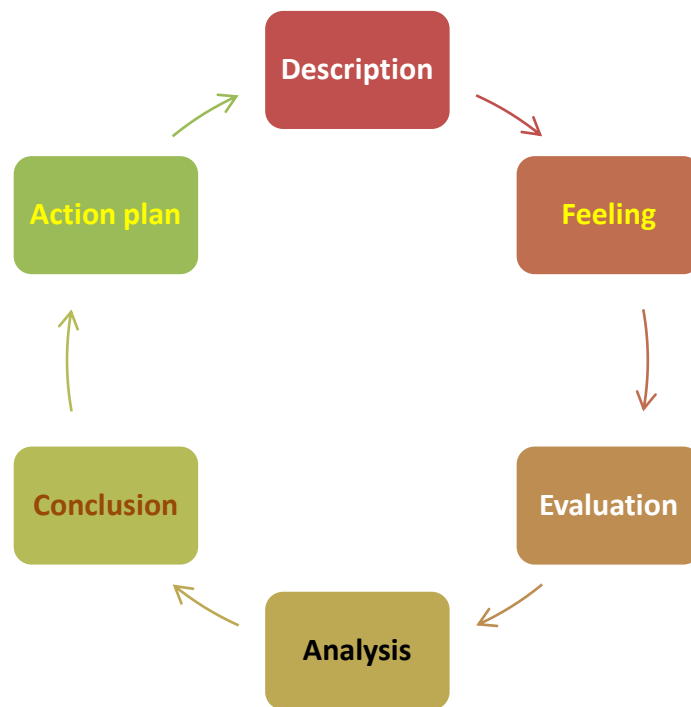 Description
Feeling
Evaluation
Analysis
Conclusion
Action plan